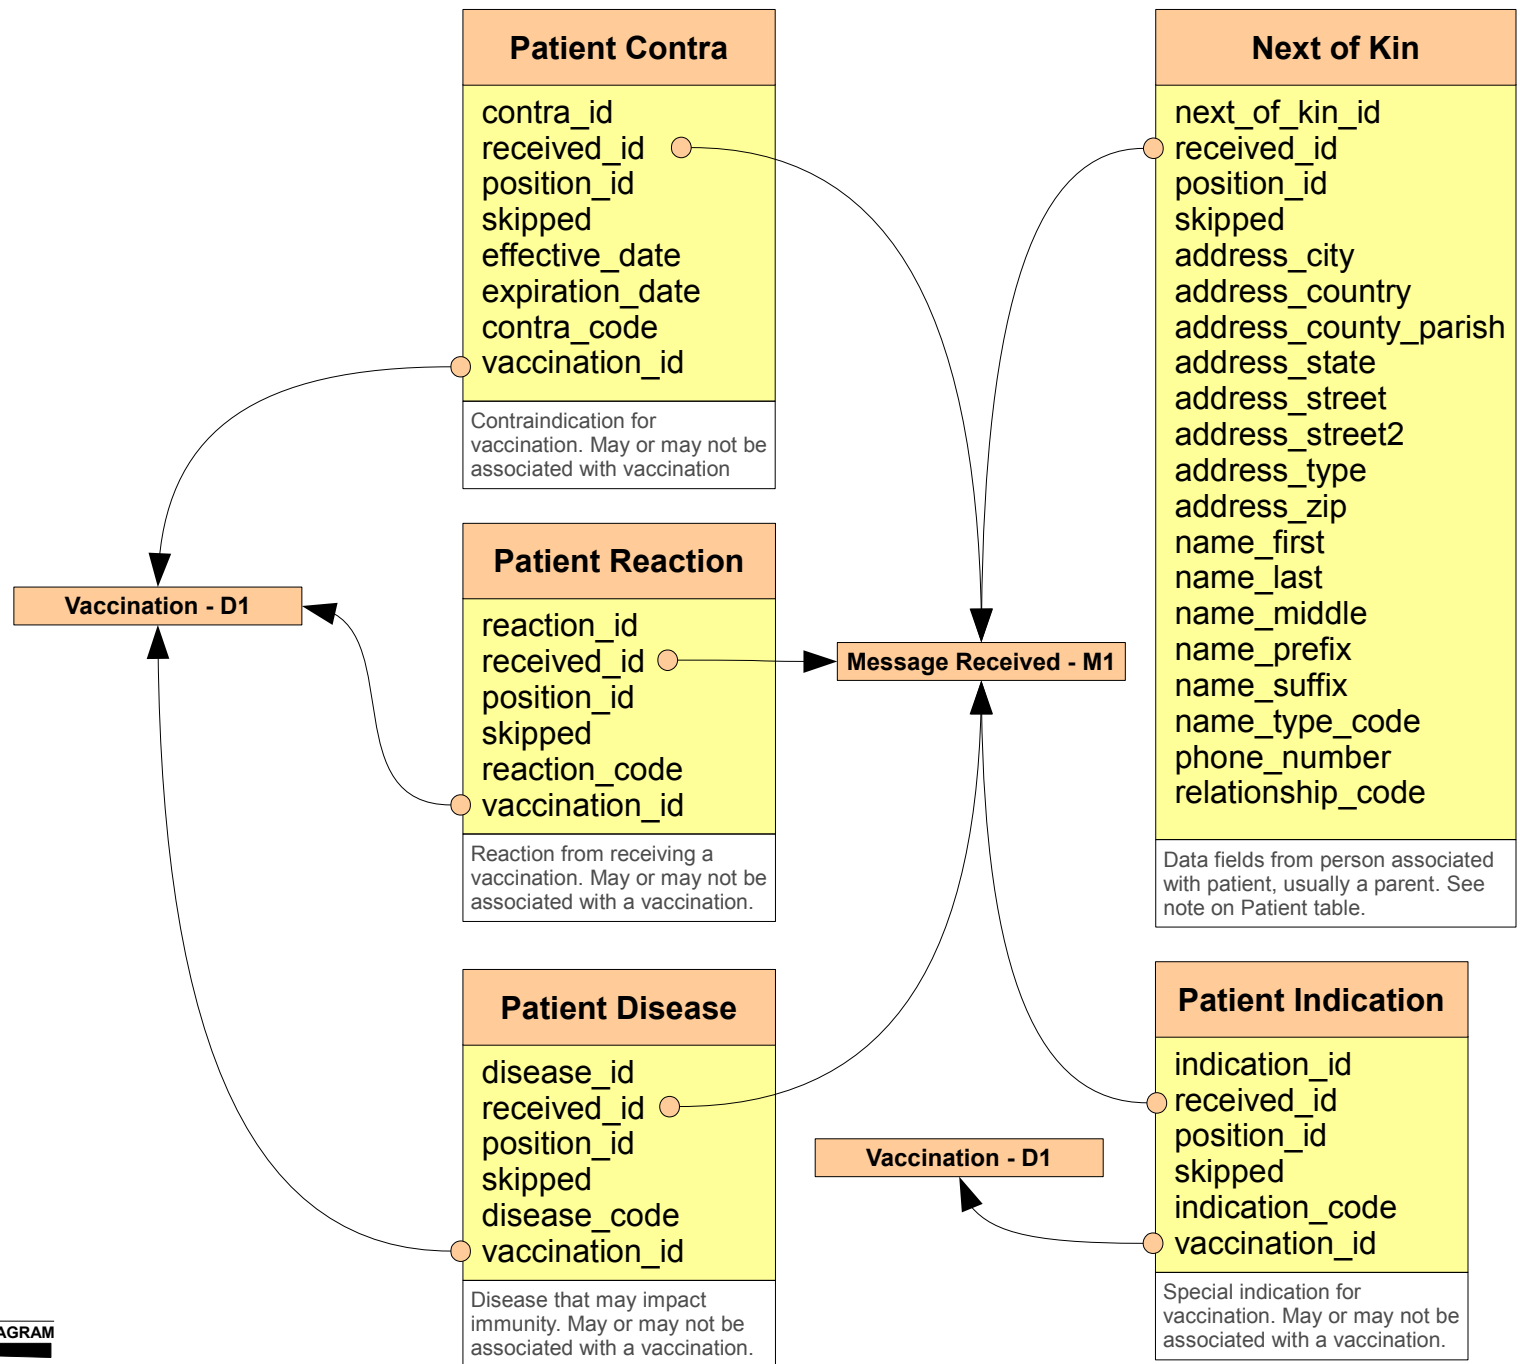 Patient Contra
contra_id
received_id
position_id
skipped
effective_date
expiration_date
contra_code
vaccination_id
Contraindication for
vaccination. May or may not be
associated with vaccination
Next of Kin
next_of_kin_id
received_id
position_id
skipped
address_city
address_country
address_county_parish
address_state
address_street
address_street2
address_type
address_zip
name_first
name_last
name_middle
name_prefix
name_suffix
name_type_code
phone_number
relationship_code
Data fields from person associated
with patient, usually a parent. See
note on Patient table.
Vaccination - D1
Patient Reaction
reaction_id
received_id
position_id
skipped
reaction_code
vaccination_id
Reaction from receiving a
vaccination. May or may not be
associated with a vaccination.
Message Received - M1
Patient Disease
disease_id
received_id
position_id
skipped
disease_code
vaccination_id
Disease that may impact
immunity. May or may not be
associated with a vaccination.
Vaccination - D1
Patient Indication
indication_id
received_id
position_id
skipped
indication_code
vaccination_id
Special indication for
vaccination. May or may not be
associated with a vaccination.
AGRAM